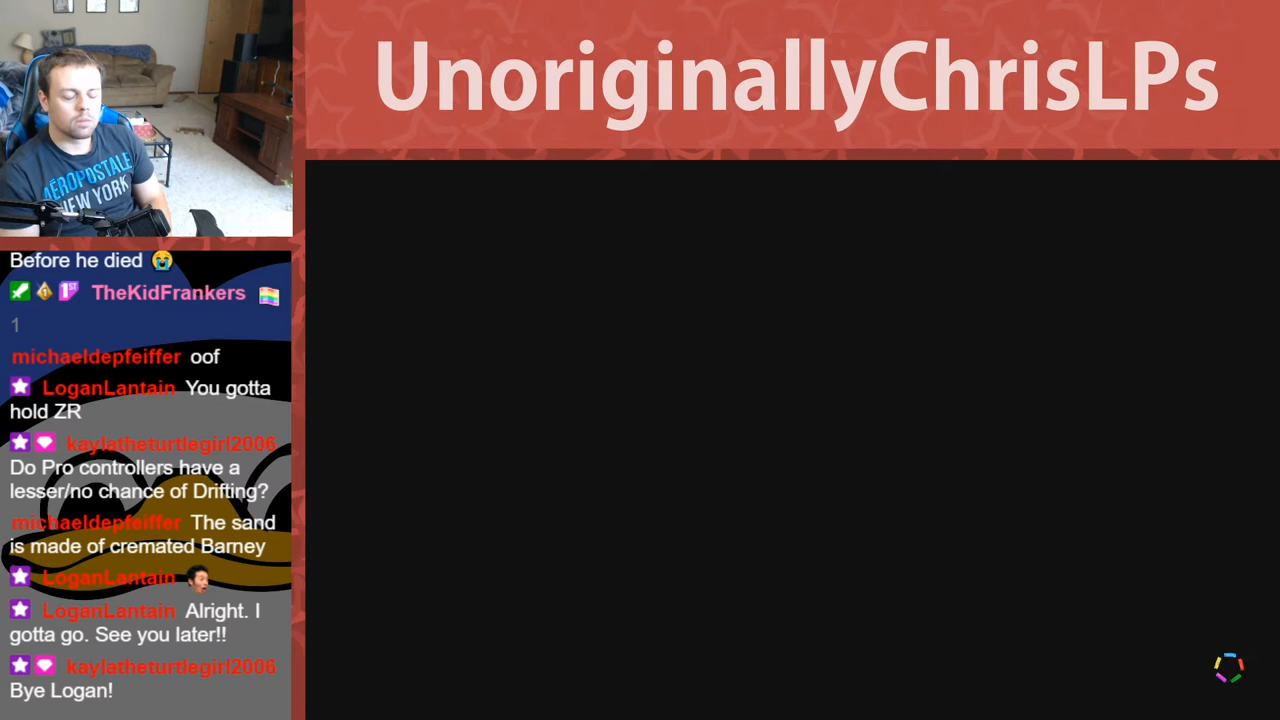 UnoriginallyChrisLPs
AÉROPOSTALE
NEW YORK
Before he died 😭
1ST TheKidFrankers
1
michaeldepfeiffer oof
LoganLantain You gotta
hold ZR
kaylatheturtlegirl2006
Do Pro controllers have a
lesser/no chance of Drifting?
michaeldepfeiffer The sand
is made of cremated Barney
LoganLantain
LoganLantain Alright. I
gotta go. See you later!!
kaylatheturtlegirl2006
Bye Logan!